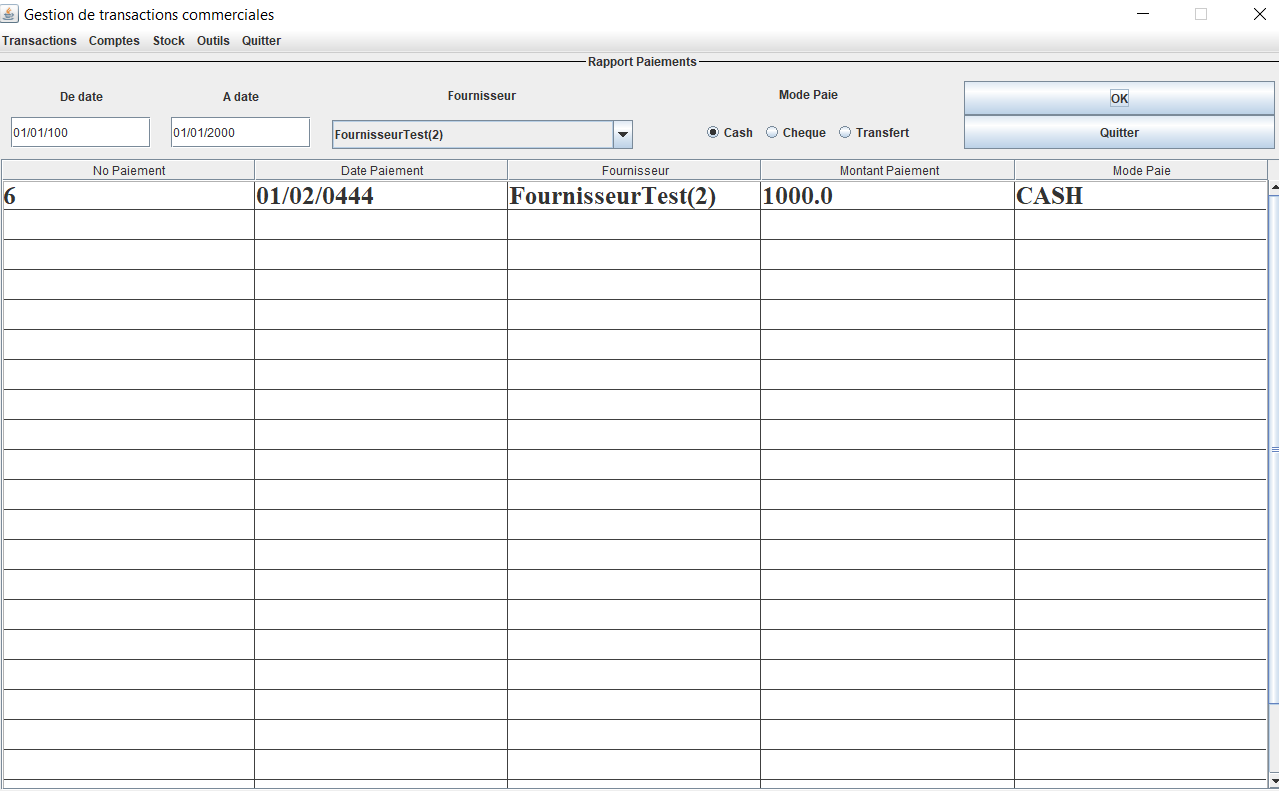 Gestion de transactions commerciales
Transactions Comptes Stock Outils Quitter
Rapport Paiements
De date A date Fournisseur Mode Paie OK
01/01/100 01/01/2000 FournisseurTest(2) Cash Cheque Transfert Quitter
No Paiement Date Paiement Fournisseur Montant Paiement Mode Paie
6 01/02/0444 FournisseurTest(2) 1000.0 CASH